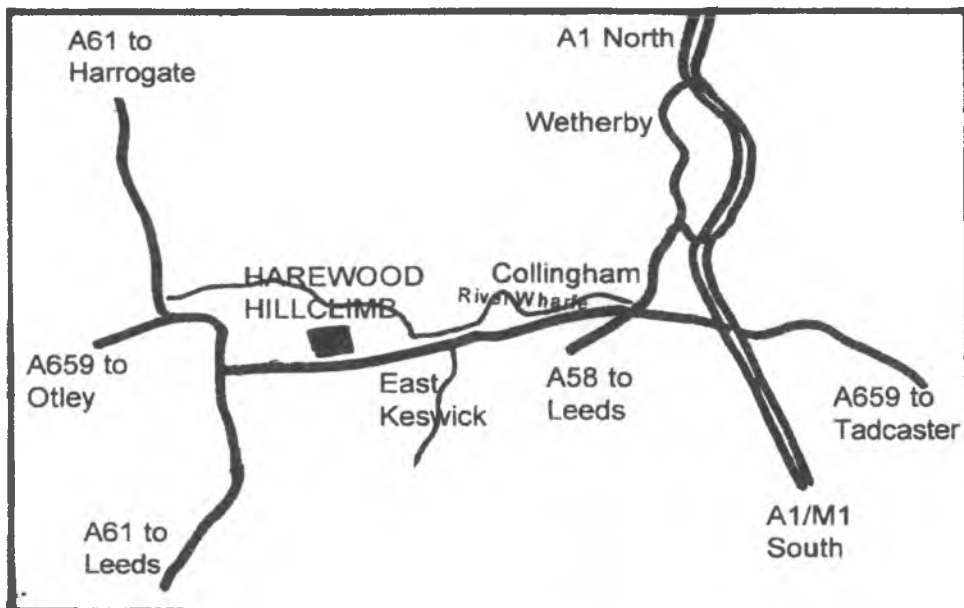 A61 to
Harrogate
A1 North
Wetherby
HAREWOOD
HILLCLIMB
Collingham
River Wharfe
A659 to
Otley
East
Keswick
A58 to
Leeds
A659 to
Tadcaster
A61 to
Leeds
A1/M1
South